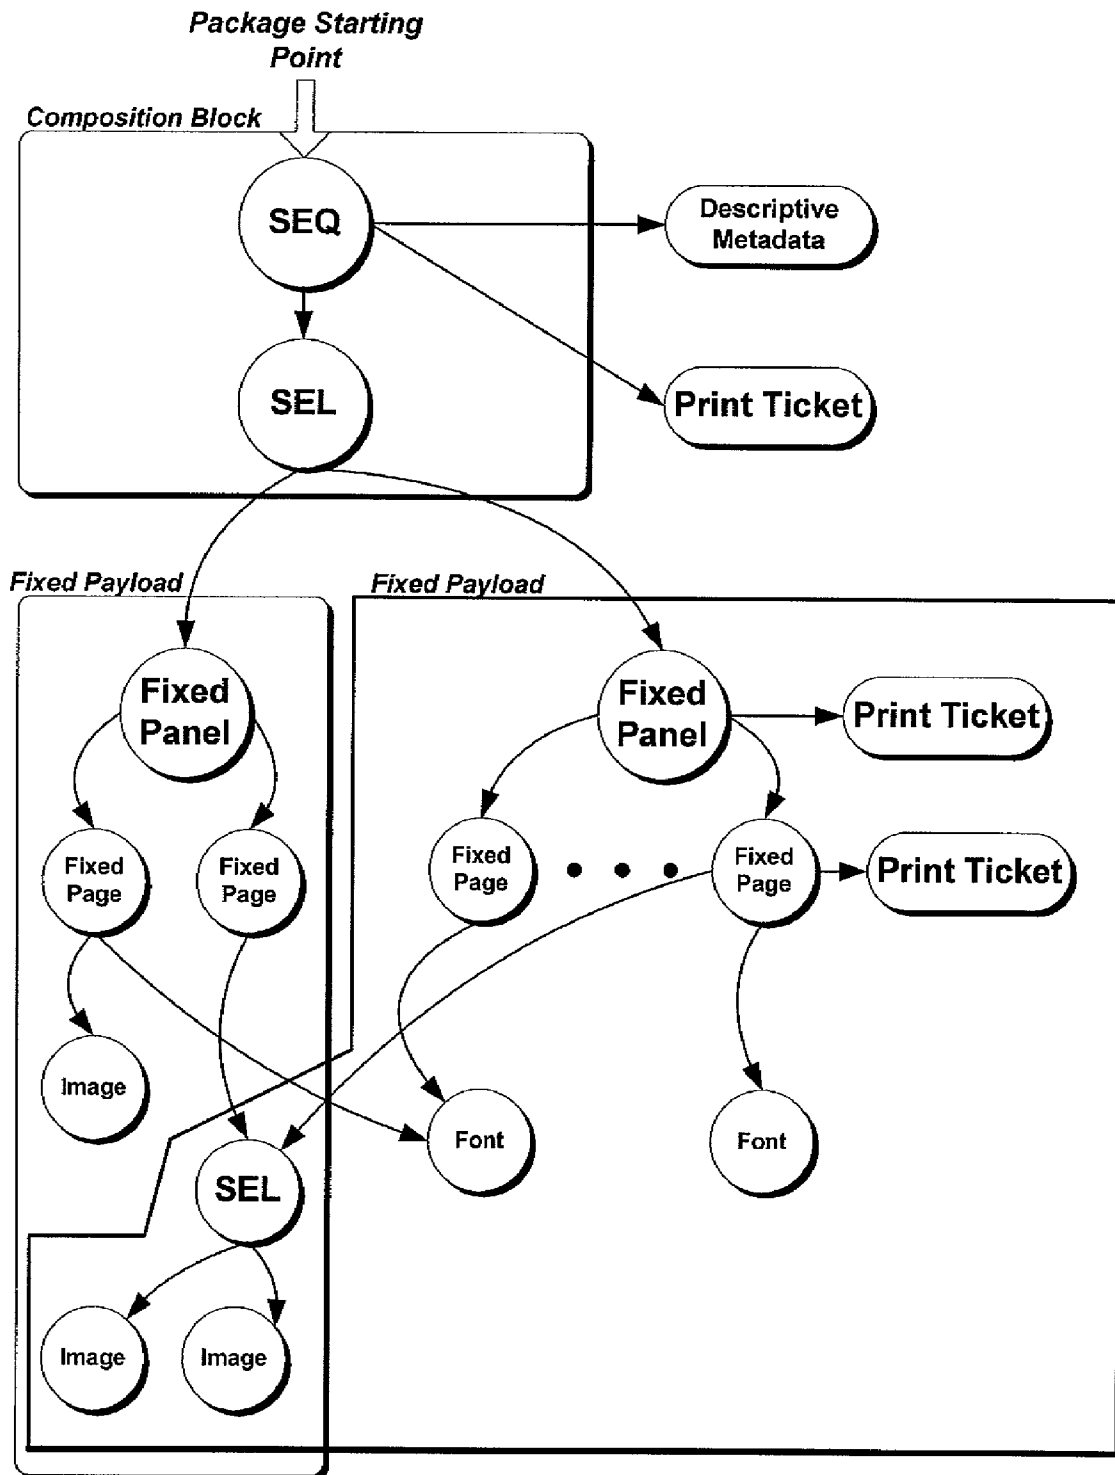 Package Starting
Point
Composition Block
SEQ
Descriptive
Metadata
SEL
Print Ticket
Fixed Payload
Fixed Payload
Fixed
Panel
Fixed
Panel
Print Ticket
Fixed
Page
Fixed
Page
Fixed
Page
Fixed
Page
Print Ticket
Image
Font
Font
SEL
Image
Image